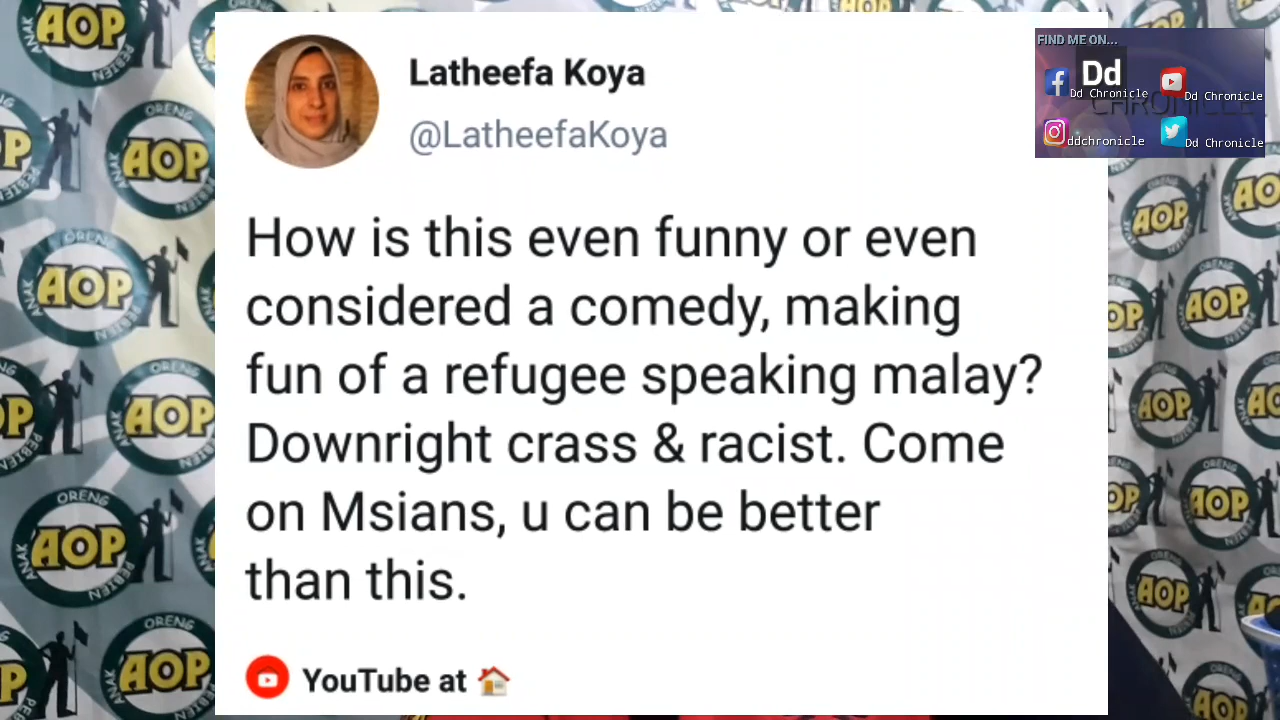 Latheefa Koya
@LatheefaKoya
How is this even funny or even
considered a comedy, making
fun of a refugee speaking malay?
Downright crass & racist. Come
on Msians, u can be better
than this.
YouTube at 🏠
FIND ME ON...
Dd
CHRONICLE
Dd Chronicle
Dd Chronicle
ddchronicle
Dd Chronicle
ORENG
AOP
ANAK
PEBIEN